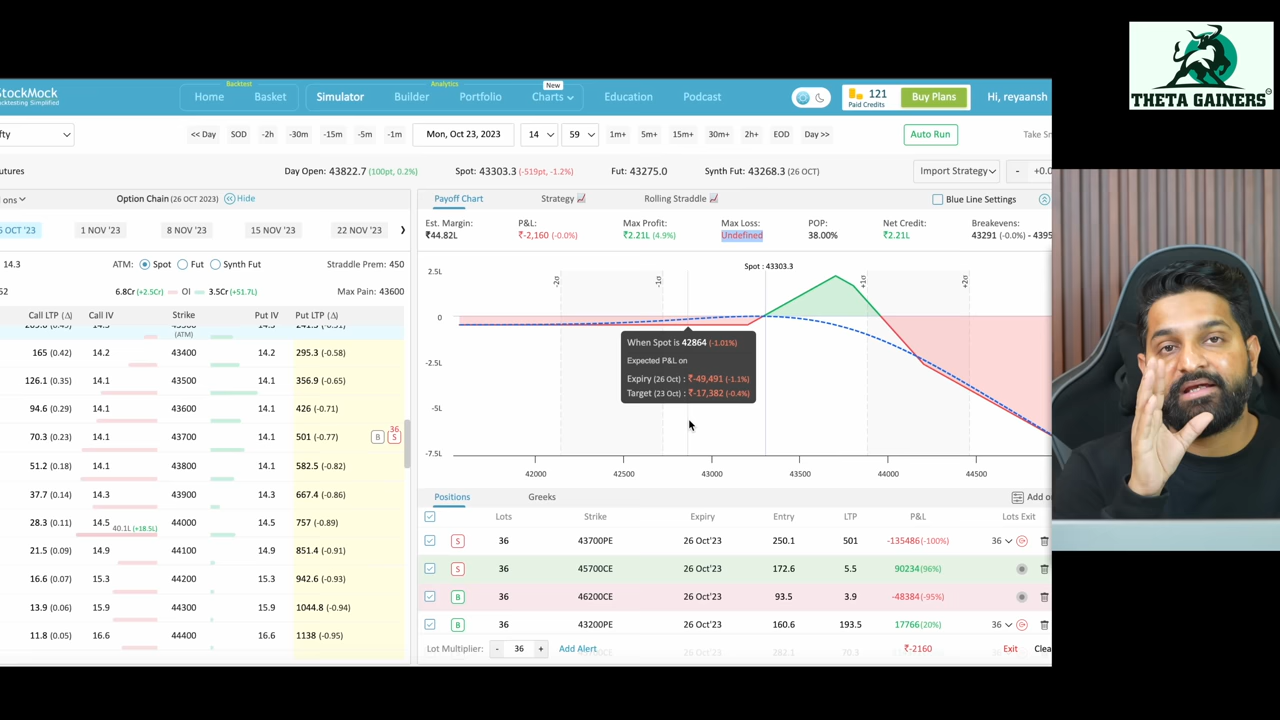 THETA GAINERS
StockMock
Backtesting Simplified
Backtest
Home Basket
Simulator
Analytics
Builder Portfolio
New
Charts
Education Podcast
121
Paid Credits
Buy Plans
Hi, reyaansh
<< Day SOD -2h -30m -15m -5m -1m Mon, Oct 23, 2023 14 59 1m+ 5m+ 15m+ 30m+ 2h+ EOD Day >>
Auto Run
Day Open: 43822.7 (100pt, 0.2%) Spot: 43303.3 (-519pt, -1.2%) Fut: 43275.0 Synth Fut: 43268.3 (26 OCT)
Import Strategy - +0.0
Option Chain (26 OCT 2023) Hide
1 NOV '23 8 NOV '23 15 NOV '23 22 NOV '23
14.3 ATM: Spot Fut Synth Fut Straddle Prem: 450
6.8Cr (+2.5Cr) OI 3.5Cr (+51.7L) Max Pain: 43600
Call LTP (Δ) Call IV Strike Put IV Put LTP (Δ)
(ATM)
165 (0.42) 14.2 43400 14.2 295.3 (-0.58)
126.1 (0.35) 14.1 43500 14.1 356.9 (-0.65)
94.6 (0.29) 14.1 43600 14.1 426 (-0.71)
70.3 (0.23) 14.1 43700 14.1 501 (-0.77) B S 36
51.2 (0.18) 14.1 43800 14.1 582.5 (-0.82)
37.7 (0.14) 14.3 43900 14.3 667.4 (-0.86)
28.3 (0.11) 14.5 40.1L (+18.5L) 44000 14.5 757 (-0.89)
21.5 (0.09) 14.9 44100 14.9 851.4 (-0.91)
16.6 (0.07) 15.3 44200 15.3 942.6 (-0.93)
13.9 (0.06) 15.9 44300 15.9 1044.8 (-0.94)
11.8 (0.05) 16.6 44400 16.6 1138 (-0.95)
Payoff Chart Strategy Rolling Straddle Blue Line Settings
Est. Margin: P&L: Max Profit: Max Loss: POP: Net Credit: Breakevens:
₹44.82L ₹-2,160 (-0.0%) ₹2.21L (4.9%) Undefined 38.00% ₹2.21L 43291 (-0.0%) - 4395
Spot : 43303.3
2.5L
-2σ -1σ +1σ +2σ
0
When Spot is 42864 (-1.01%)
Expected P&L on
Expiry (26 Oct) : ₹-49,491 (-1.1%)
Target (23 Oct) : ₹-17,382 (-0.4%)
-2.5L
-5L
-7.5L
42000 42500 43000 43500 44000 44500
Positions Greeks
Lots Strike Expiry Entry LTP P&L Lots Exit
S 36 43700PE 26 Oct'23 250.1 501 -135486(-100%) 36
S 36 45700CE 26 Oct'23 172.6 5.5 90234(96%)
B 36 46200CE 26 Oct'23 93.5 3.9 -48384(-95%)
B 36 43200PE 26 Oct'23 160.6 193.5 17766(20%) 36
Lot Multiplier: - 36 + Add Alert ₹-2160 Exit